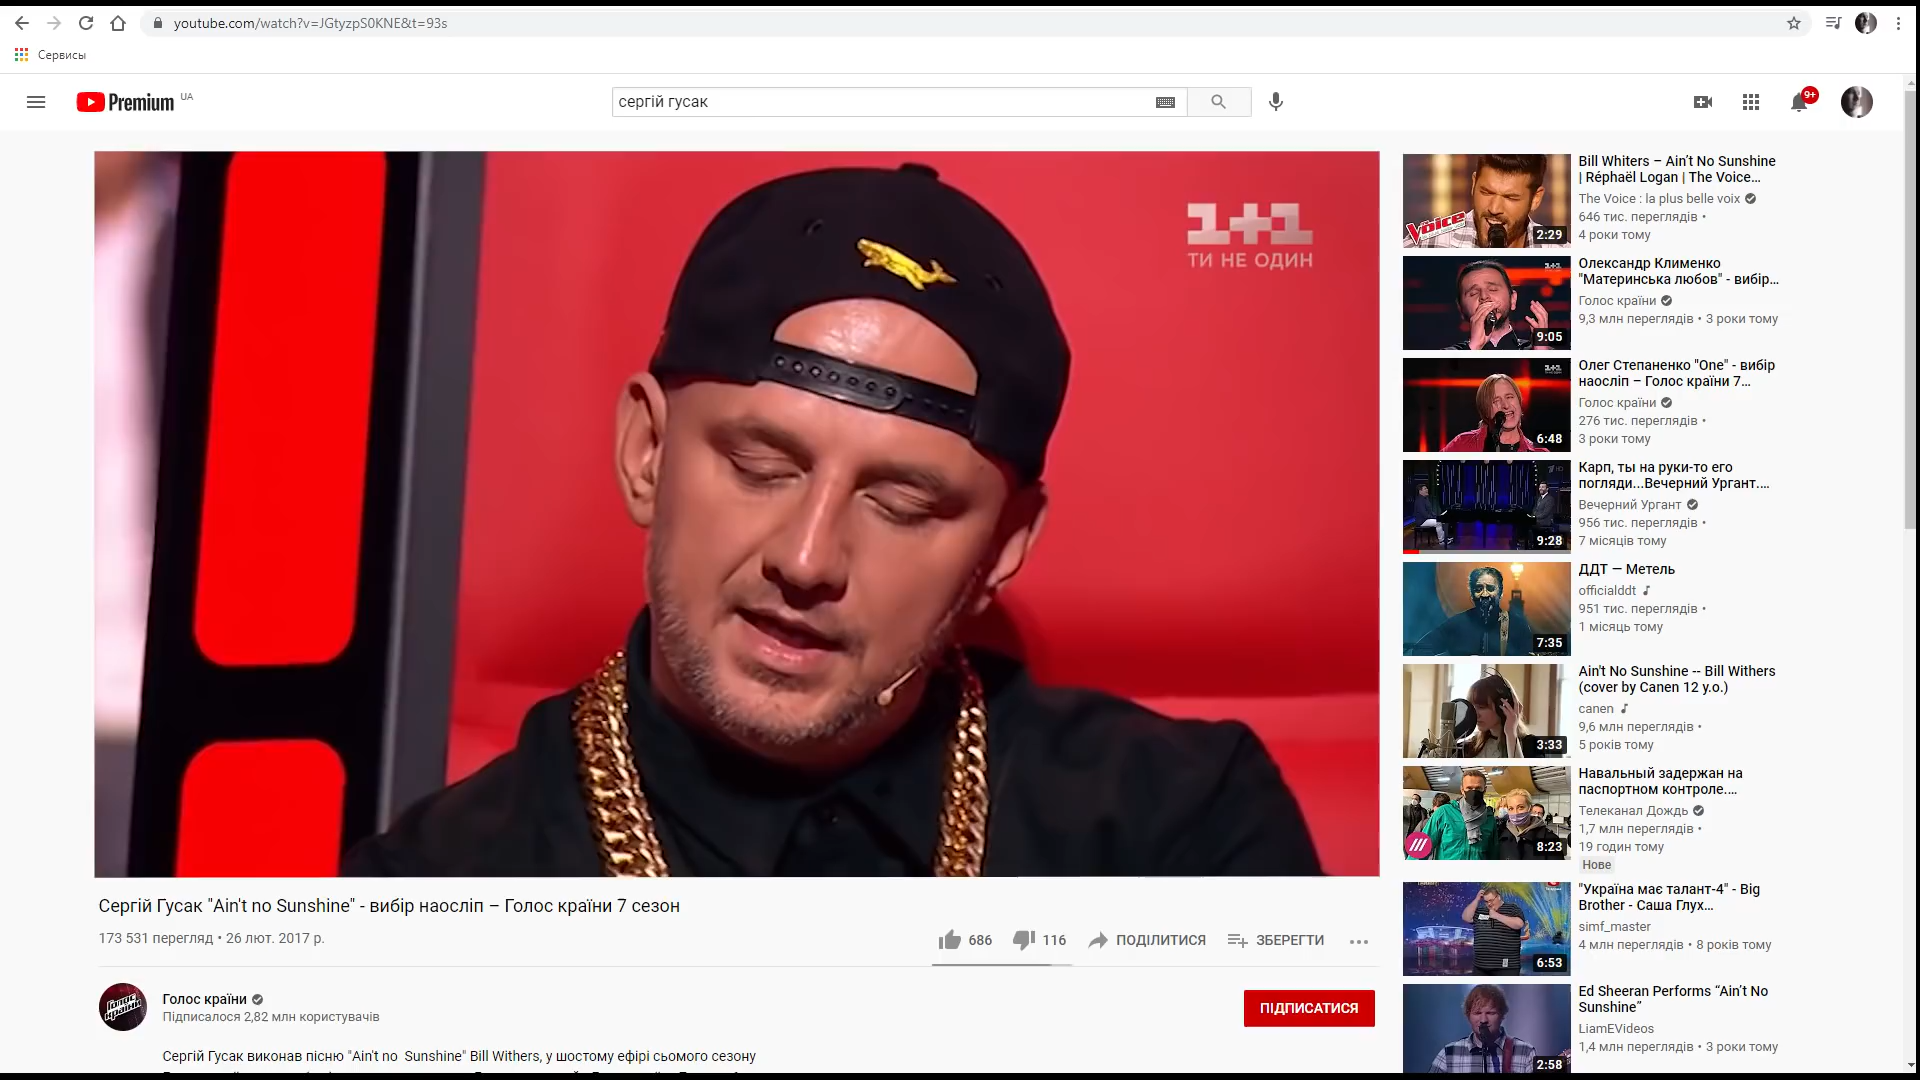 youtube.com/watch?v=JGtyzpS0KNE&t=93s
Сервисы
Premium UA
сергій гусак
9+
1+1
ТИ НЕ ОДИН
Сергій Гусак "Ain't no Sunshine" - вибір наосліп – Голос країни 7 сезон
173 531 перегляд • 26 лют. 2017 р.
686
116
ПОДІЛИТИСЯ
ЗБЕРЕГТИ
Голос країни
Голос країни
Підписалося 2,82 млн користувачів
ПІДПИСАТИСЯ
Сергій Гусак виконав пісню "Ain't no Sunshine" Bill Withers, у шостому ефірі сьомого сезону
the Voice
2:29
Bill Whiters – Ain’t No Sunshine
| Réphaël Logan | The Voice...
The Voice : la plus belle voix
646 тис. переглядів •
4 роки тому
1+1
9:05
Олександр Клименко
"Материнська любов" - вибір...
Голос країни
9,3 млн переглядів • 3 роки тому
1+1
6:48
Олег Степаненко "One" - вибір
наосліп – Голос країни 7...
Голос країни
276 тис. переглядів •
3 роки тому
9:28
Карп, ты на руки-то его
погляди...Вечерний Ургант....
Вечерний Ургант
956 тис. переглядів •
7 місяців тому
7:35
ДДТ — Метель
officialddt
951 тис. переглядів •
1 місяць тому
3:33
Ain't No Sunshine -- Bill Withers
(cover by Canen 12 y.o.)
canen
9,6 млн переглядів •
5 років тому
8:23
Навальный задержан на
паспортном контроле....
Телеканал Дождь
1,7 млн переглядів •
19 годин тому
Нове
6:53
"Україна має талант-4" - Big
Brother - Саша Глух...
simf_master
4 млн переглядів • 8 років тому
2:58
Ed Sheeran Performs “Ain’t No
Sunshine”
LiamEVideos
1,4 млн переглядів • 3 роки тому